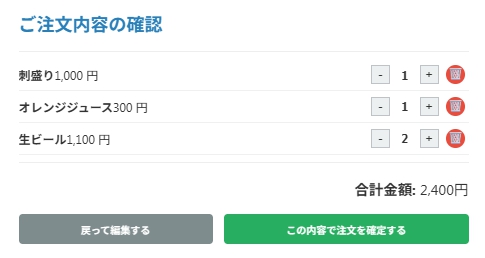 ご注文内容の確認
刺盛り1,000 円 - 1 +
オレンジジュース300 円 - 1 +
生ビール1,100 円 - 2 +
合計金額: 2,400円
戻って編集する この内容で注文を確定する